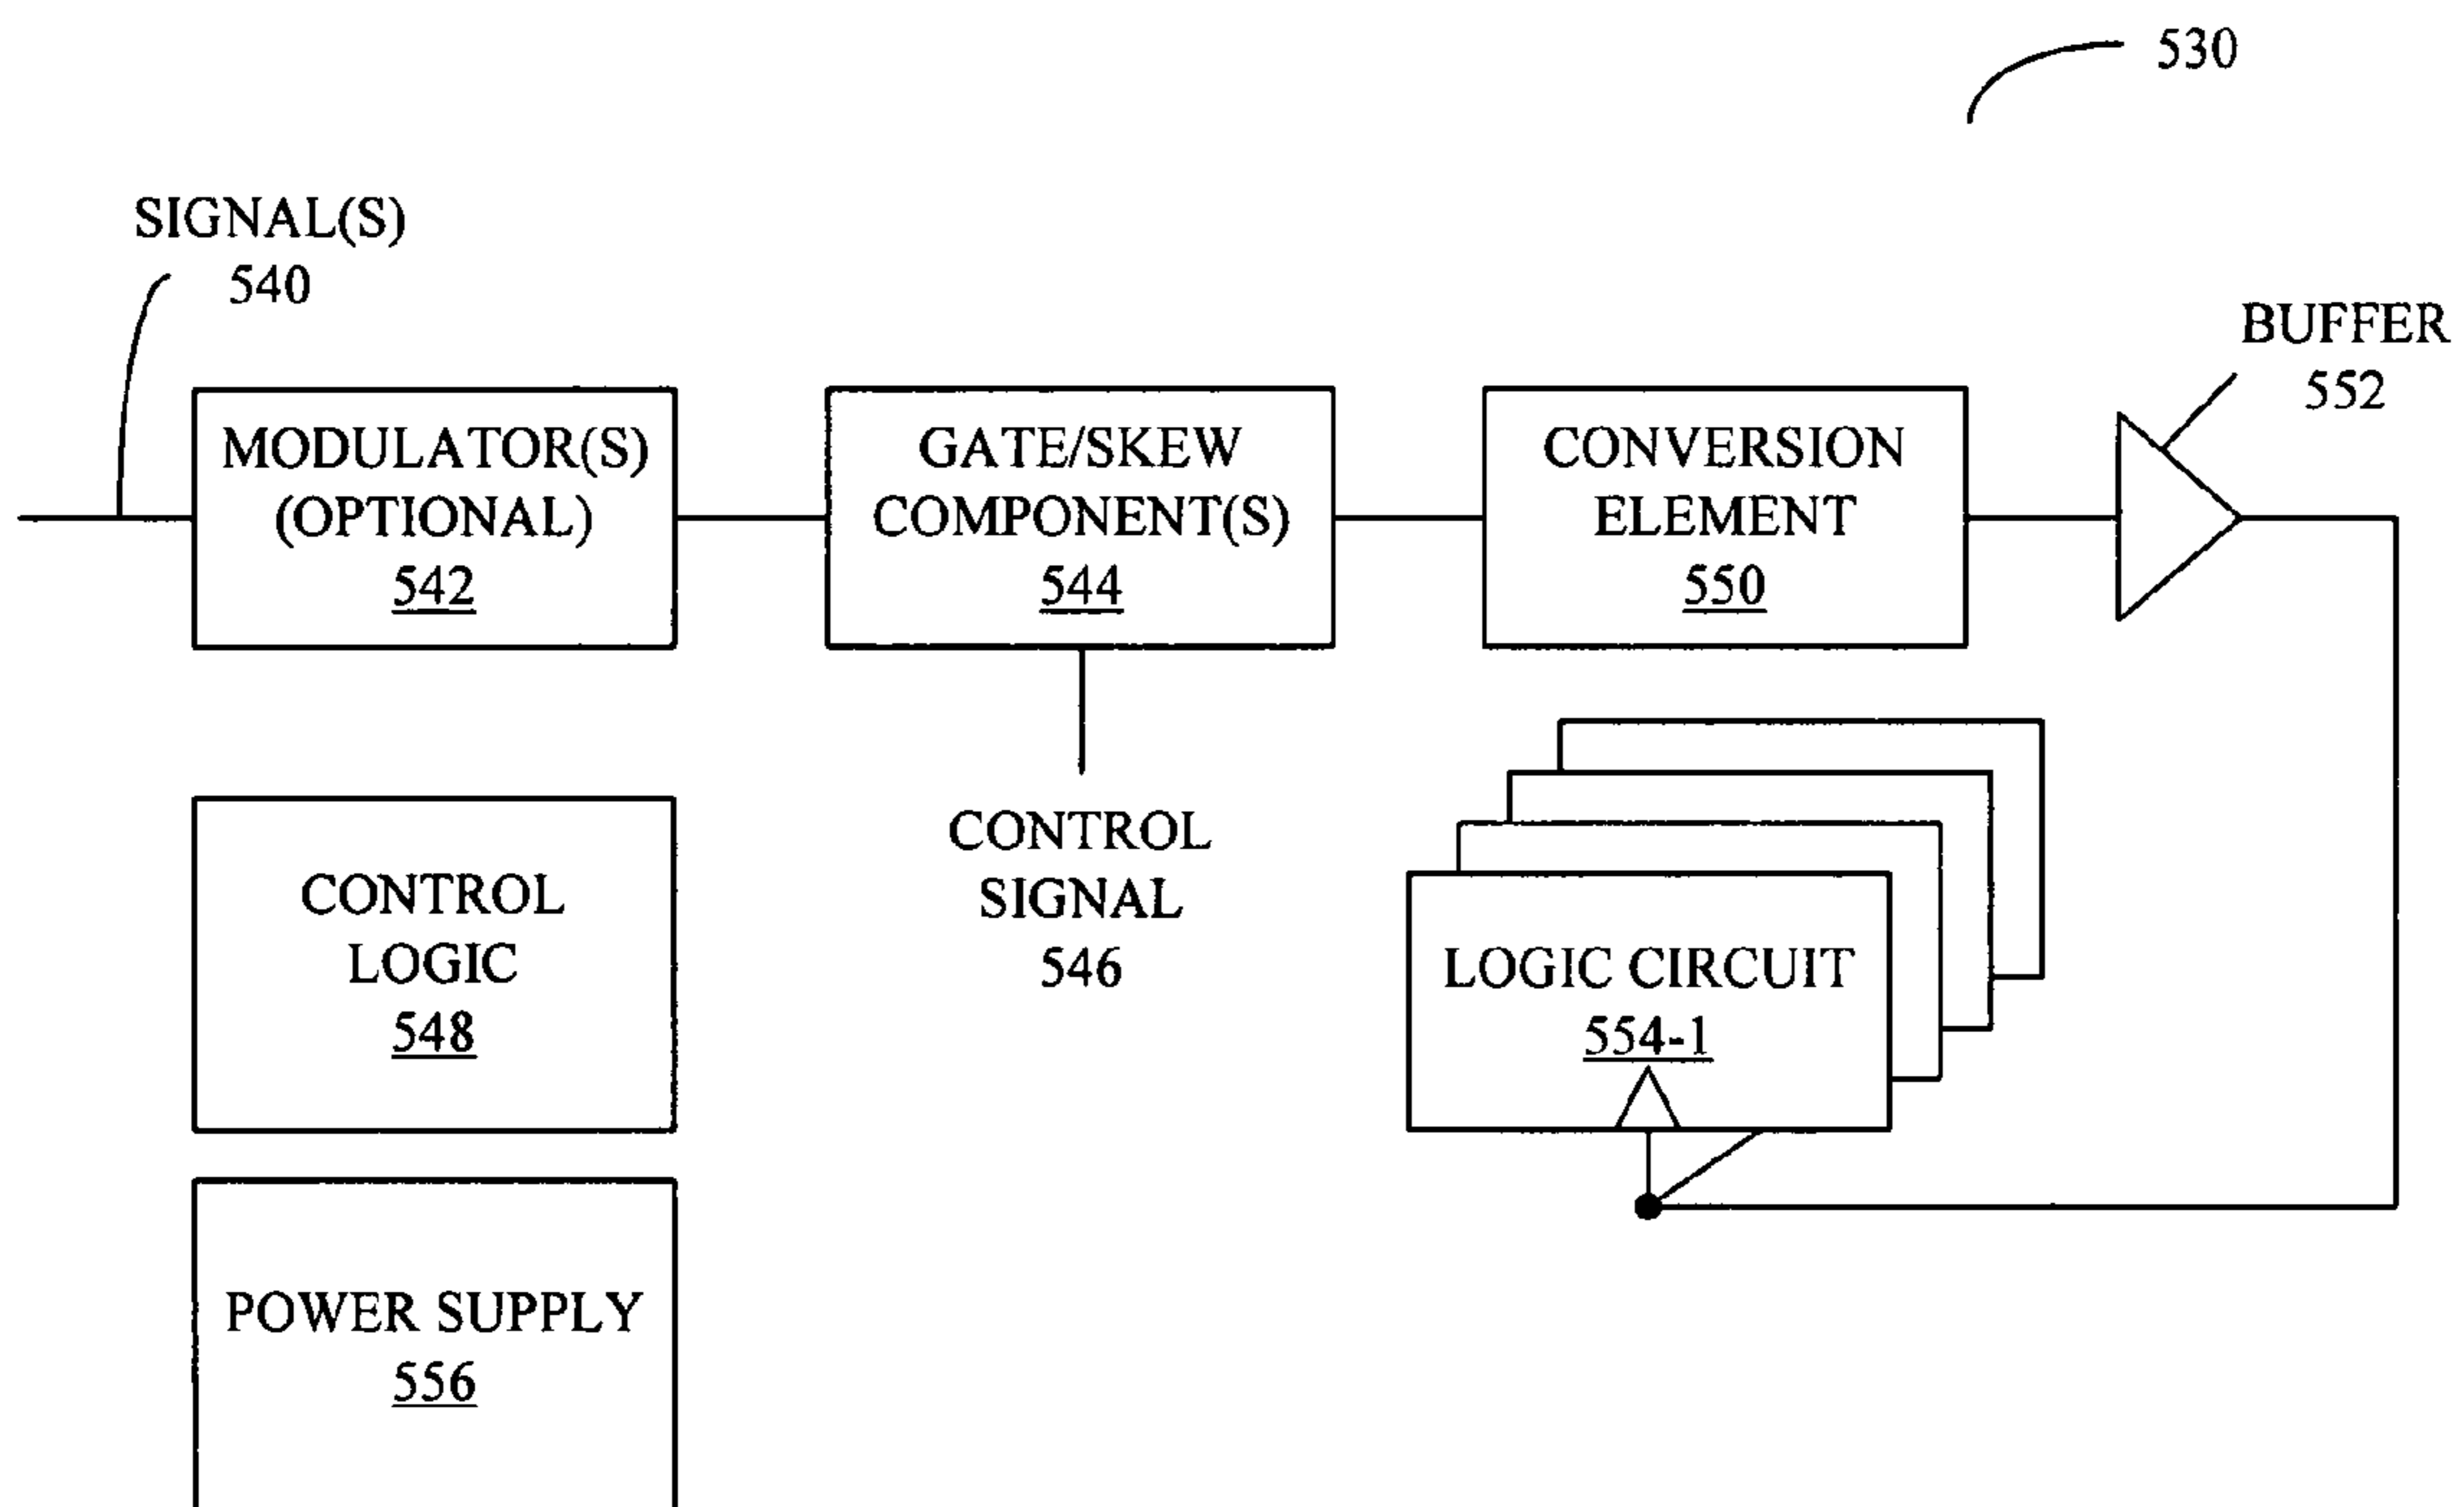 530
SIGNAL(S)
540
BUFFER
552
MODULATOR(S)
(OPTIONAL)
542
GATE/SKEW
COMPONENT(S)
544
CONVERSION
ELEMENT
550
CONTROL
LOGIC
548
CONTROL
SIGNAL
546
LOGIC CIRCUIT
554-1
POWER SUPPLY
556